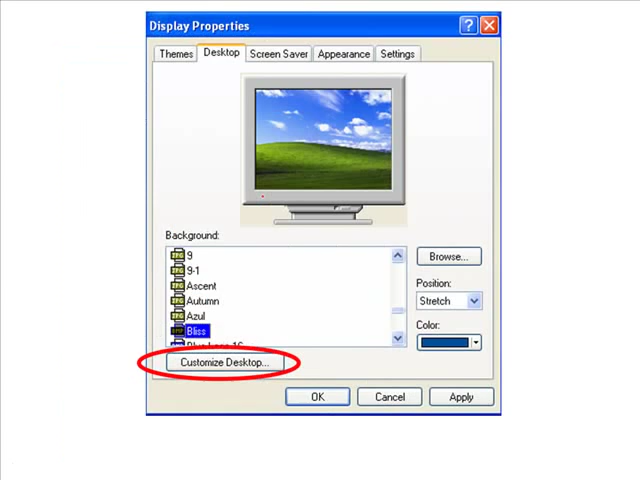 Display Properties
Themes Desktop Screen Saver Appearance Settings
Background:
9
9-1
Ascent
Autumn
Azul
Bliss
Browse...
Position:
Stretch
Color:
Customize Desktop...
OK Cancel Apply